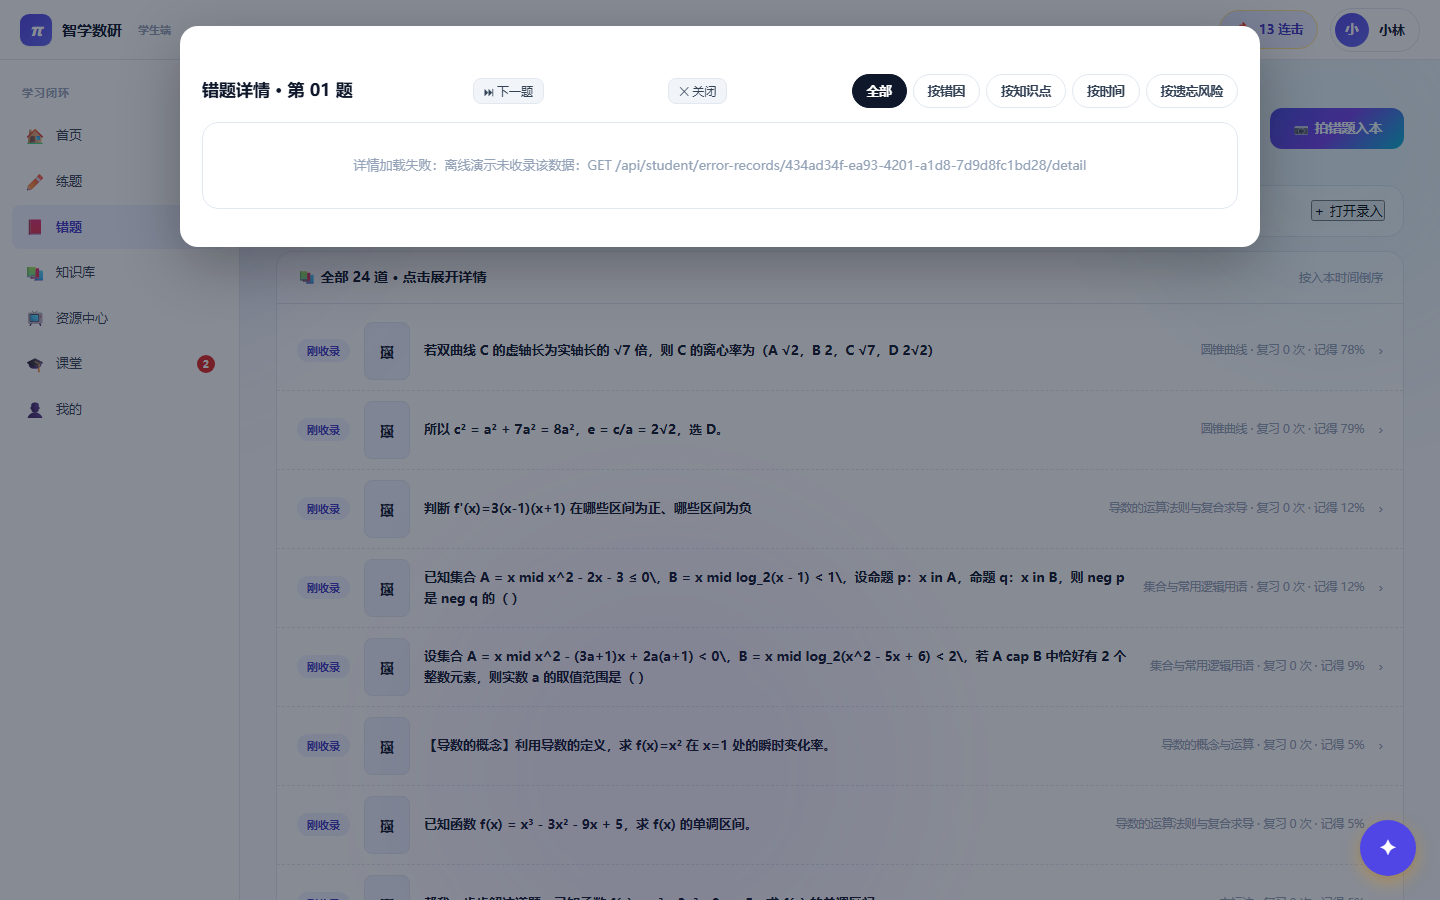 π 智学数研 学生端
13 连击
小 小林
学习闭环
首页
练题
错题
知识库
资源中心
课堂 2
我的
错题详情 • 第 01 题
⏭ 下一题
✕ 关闭
全部 按错因 按知识点 按时间 按遗忘风险
详情加载失败：离线演示未收录该数据：GET /api/student/error-records/434ad34f-ea93-4201-a1d8-7d9d8fc1bd28/detail
拍错题入本
+ 打开录入
全部 24 道 • 点击展开详情
按入本时间倒序
刚收录 若双曲线 C 的虚轴长为实轴长的 √7 倍，则 C 的离心率为（A √2，B 2，C √7，D 2√2） 圆锥曲线 · 复习 0 次 · 记得 78% ›
刚收录 所以 c² = a² + 7a² = 8a²，e = c/a = 2√2，选 D。 圆锥曲线 · 复习 0 次 · 记得 79% ›
刚收录 判断 f'(x)=3(x-1)(x+1) 在哪些区间为正、哪些区间为负 导数的运算法则与复合求导 · 复习 0 次 · 记得 12% ›
刚收录 已知集合 A = x mid x^2 - 2x - 3 ≤ 0\，B = x mid log_2(x - 1) < 1\，设命题 p：x in A，命题 q：x in B，则 neg p
是 neg q 的（ ） 集合与常用逻辑用语 · 复习 0 次 · 记得 12% ›
刚收录 设集合 A = x mid x^2 - (3a+1)x + 2a(a+1) < 0\，B = x mid log_2(x^2 - 5x + 6) < 2\，若 A cap B 中恰好有 2 个
整数元素，则实数 a 的取值范围是（ ） 集合与常用逻辑用语 · 复习 0 次 · 记得 9% ›
刚收录 【导数的概念】利用导数的定义，求 f(x)=x² 在 x=1 处的瞬时变化率。 导数的概念与运算 · 复习 0 次 · 记得 5% ›
刚收录 已知函数 f(x) = x³ - 3x² - 9x + 5，求 f(x) 的单调区间。 导数的运算法则与复合求导 · 复习 0 次 · 记得 5%